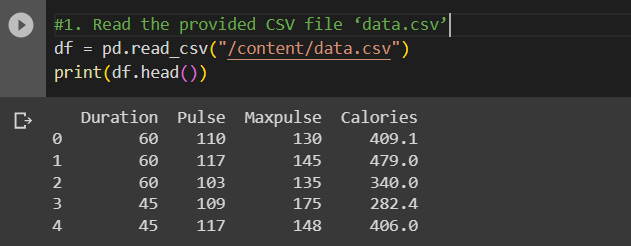 #1. Read the provided CSV file ‘data.csv’
df = pd.read_csv("/content/data.csv")
print(df.head())
Duration Pulse Maxpulse Calories
0 60 110 130 409.1
1 60 117 145 479.0
2 60 103 135 340.0
3 45 109 175 282.4
4 45 117 148 406.0